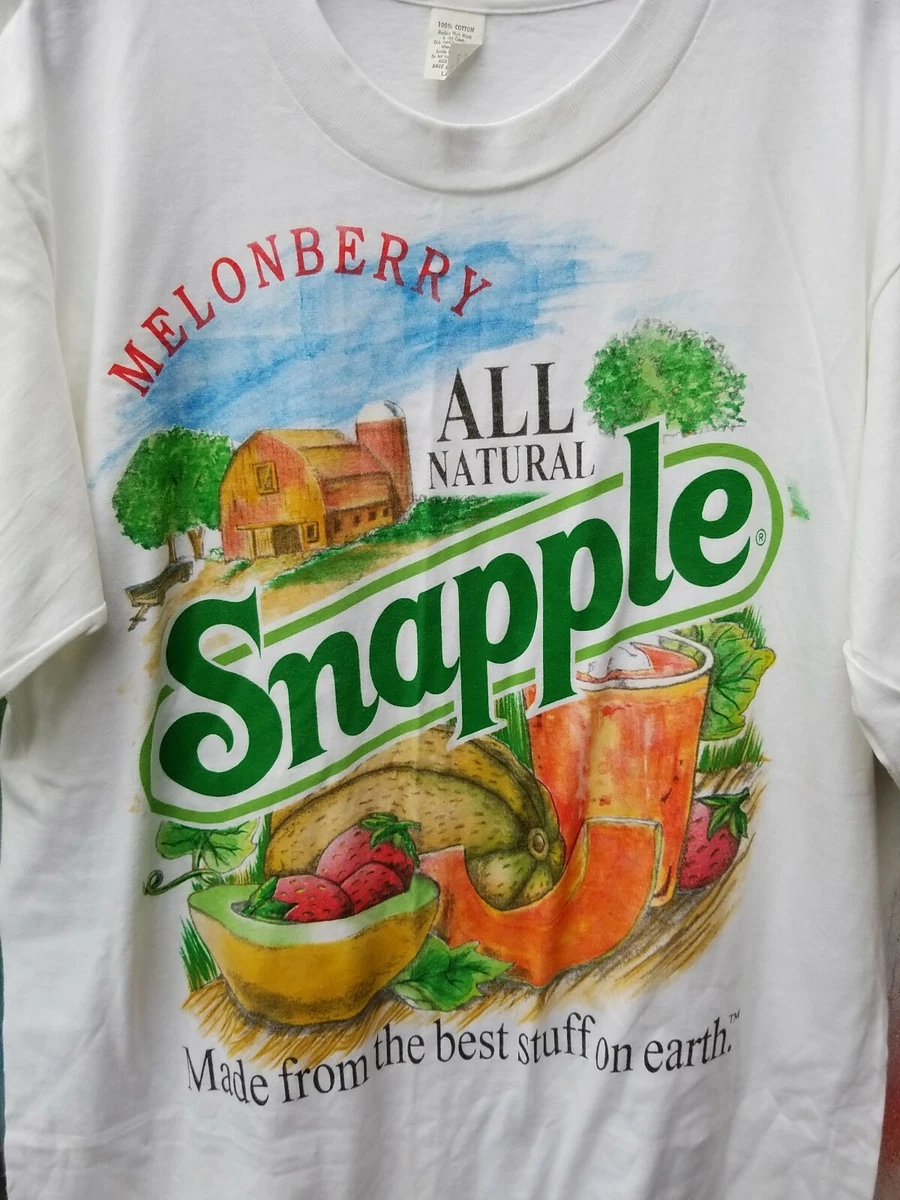 100% COTTON
MELONBERRY
ALL
NATURAL
Snapple®
Made from the best stuff on earth.™